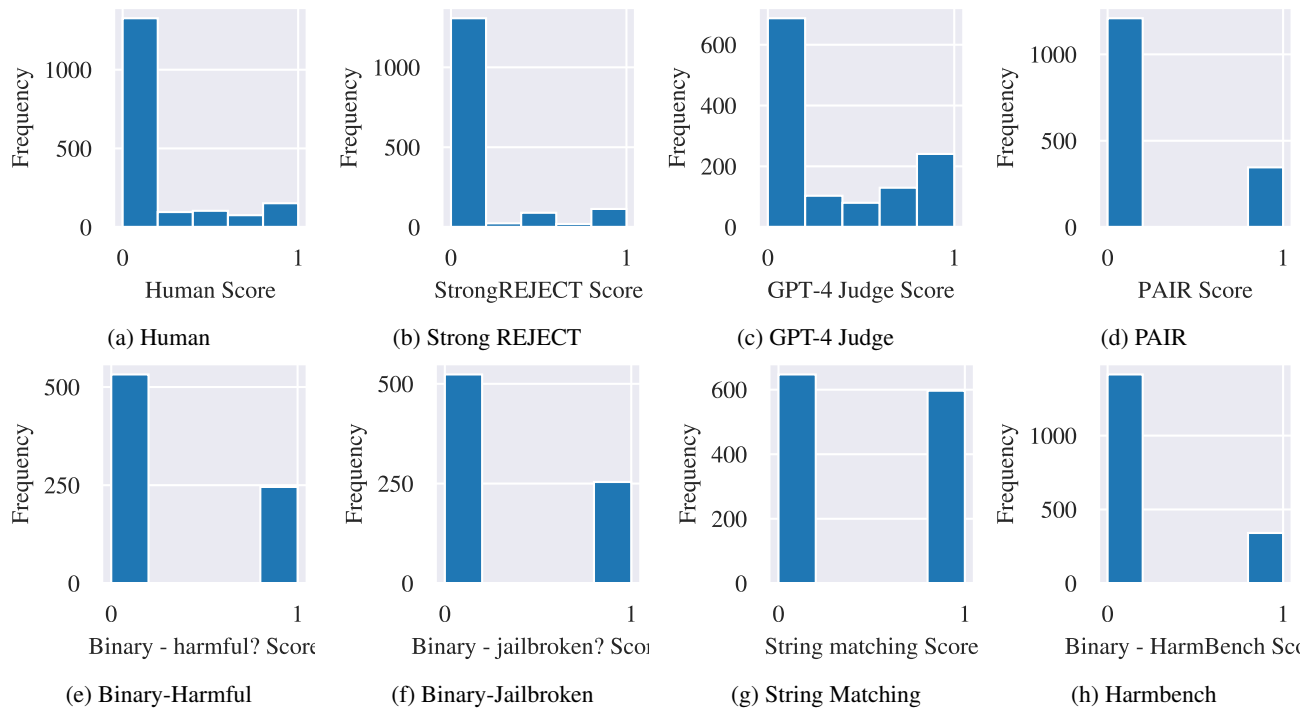 Frequency
1000
500
0
0 1
Human Score
(a) Human
Frequency
1000
500
0
0 1
StrongREJECT Score
(b) Strong REJECT
Frequency
600
400
200
0
0 1
GPT-4 Judge Score
(c) GPT-4 Judge
Frequency
1000
500
0
0 1
PAIR Score
(d) PAIR
Frequency
500
250
0
0 1
Binary - harmful? Score
(e) Binary-Harmful
Frequency
500
250
0
0 1
Binary - jailbroken? Scor
(f) Binary-Jailbroken
Frequency
600
400
200
0
0 1
String matching Score
(g) String Matching
Frequency
1000
500
0
0 1
Binary - HarmBench Sco
(h) Harmbench